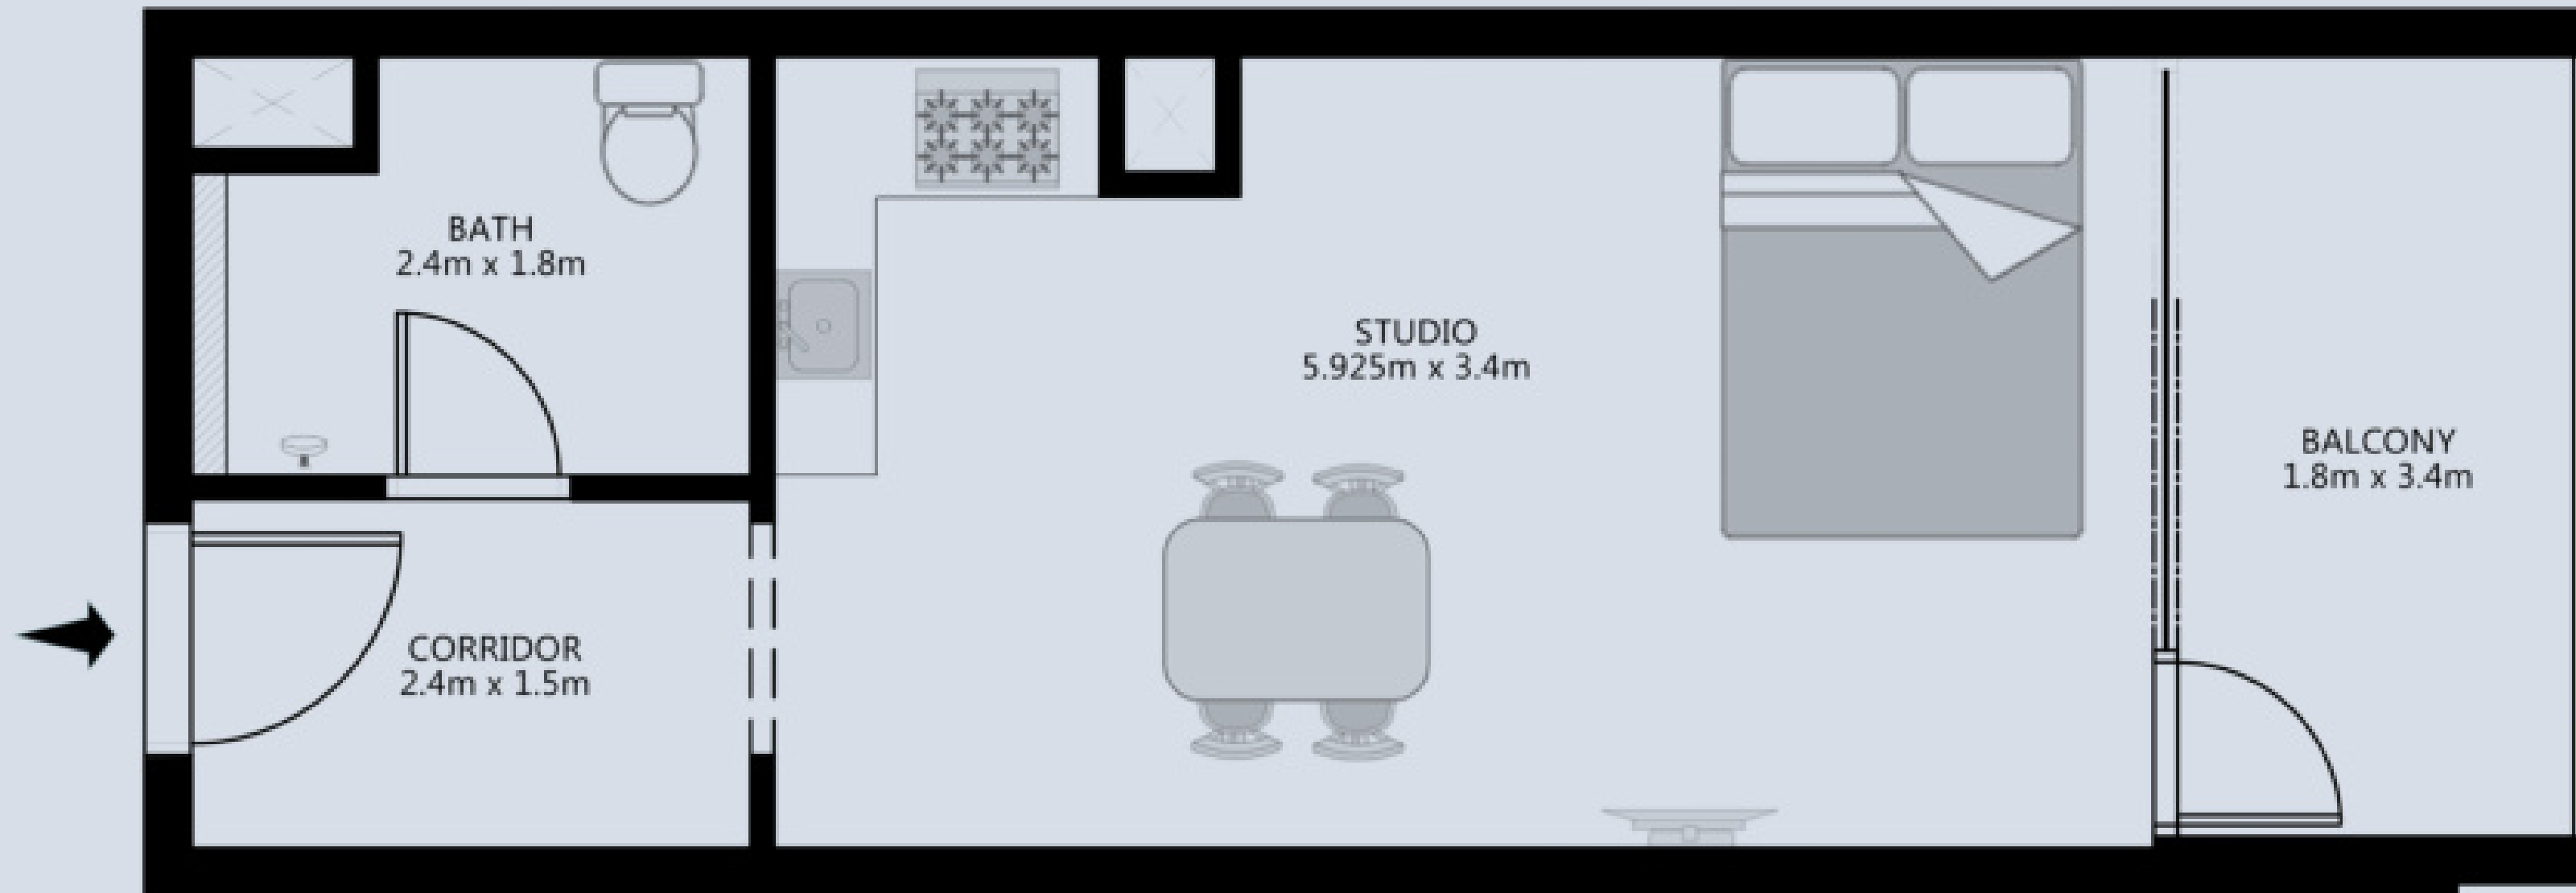 BATH
2.4m x 1.8m
STUDIO
5.925m x 3.4m
BALCONY
1.8m x 3.4m
CORRIDOR
2.4m x 1.5m